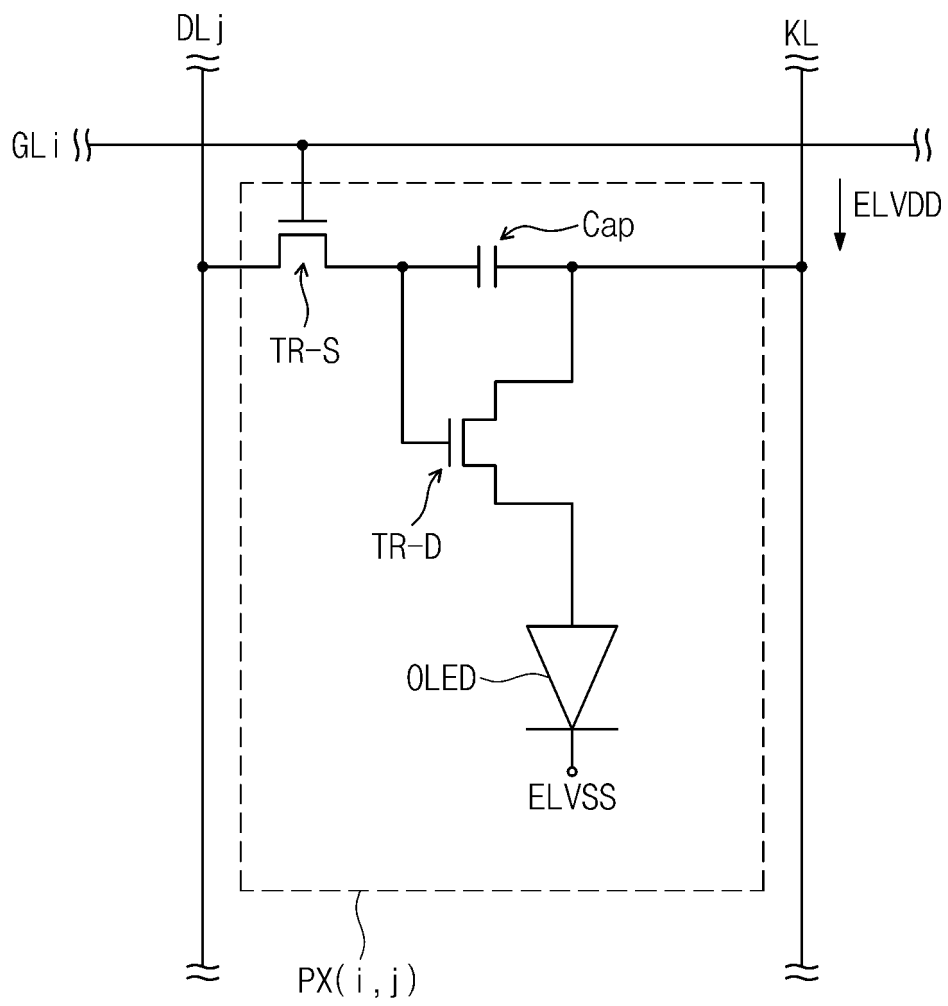 DLj
KL
GLi
ELVDD
Cap
TR-S
TR-D
OLED
ELVSS
PX(i,j)